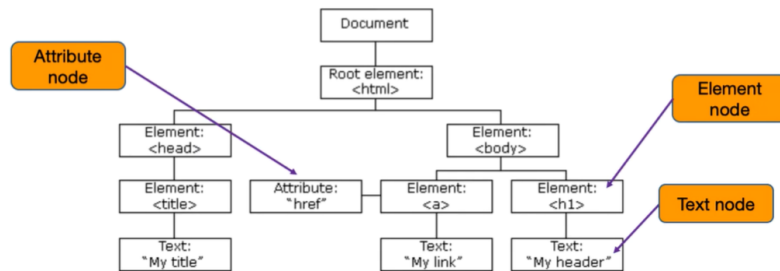 Document
Attribute
node
Root element:
<html>
Element
node
Element:
<head>
Element:
<body>
Element:
<title>
Attribute:
“href”
Element:
<a>
Element:
<h1>
Text node
Text:
“My title”
Text:
“My link”
Text:
“My header”